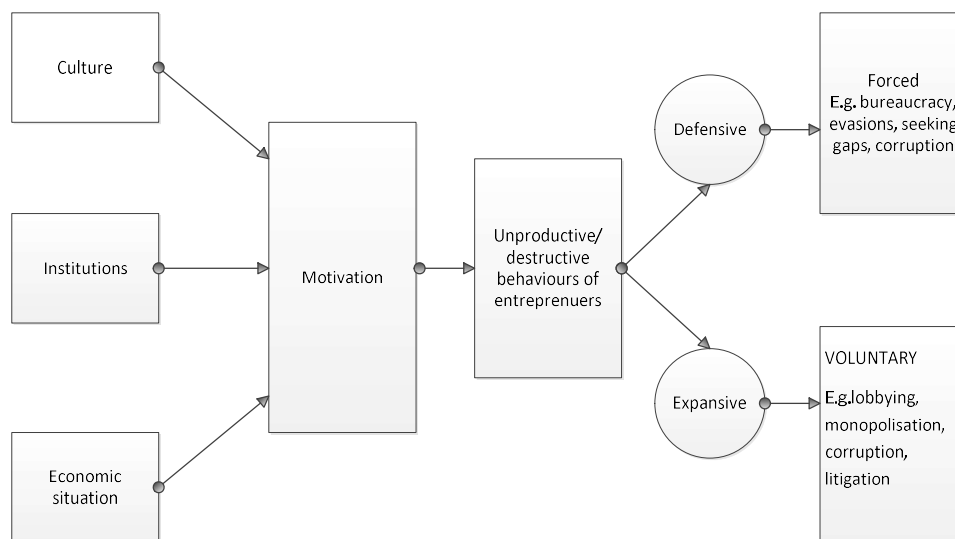 Culture
Institutions
Economic
situation
Motivation
Unproductive/
destructive
behaviours of
entreprenuers
Defensive
Expansive
Forced
E.g. bureaucracy,
evasions, seeking
gaps, corruption
VOLUNTARY
E.g.lobbying,
monopolisation,
corruption,
litigation